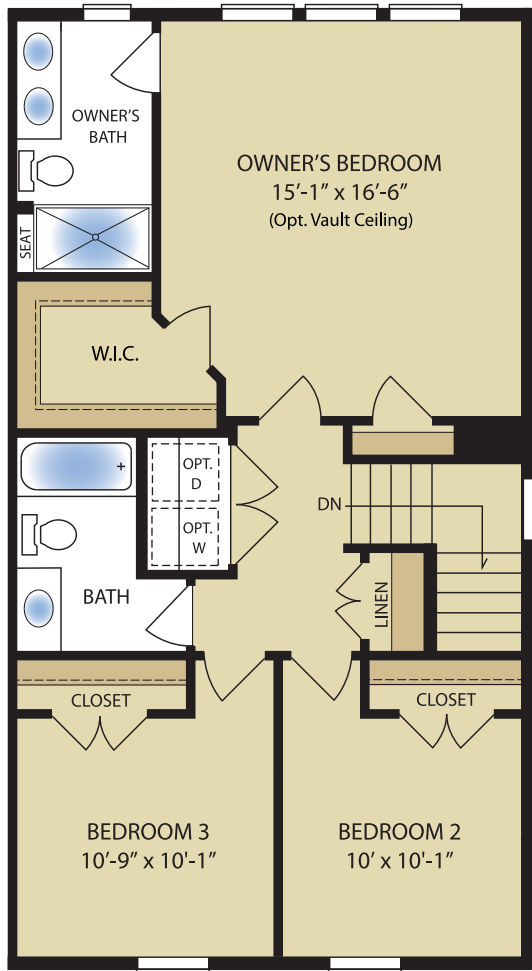 OWNER’S
BATH
OWNER’S BEDROOM
15’-1” x 16’-6”
(Opt. Vault Ceiling)
SEAT
W.I.C.
OPT.
D
OPT.
W
DN
BATH
LINEN
CLOSET
CLOSET
BEDROOM 3
10’-9” x 10'-1”
BEDROOM 2
10’ x 10'-1”